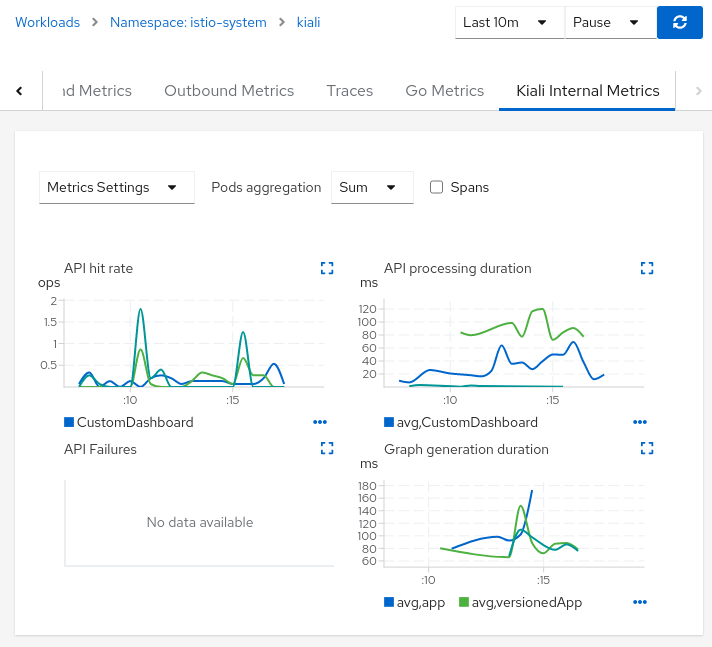 Workloads > Namespace: istio-system > kiali
Last 10m
Pause
nd Metrics
Outbound Metrics
Traces
Go Metrics
Kiali Internal Metrics
Metrics Settings
Pods aggregation
Sum
Spans
API hit rate
ops
2
1.5
1
0.5
:10
:15
CustomDashboard
API processing duration
ms
120
100
80
60
40
20
:10
:15
avg,CustomDashboard
API Failures
No data available
Graph generation duration
ms
180
160
140
120
100
80
60
:10
:15
avg,app
avg,versionedApp